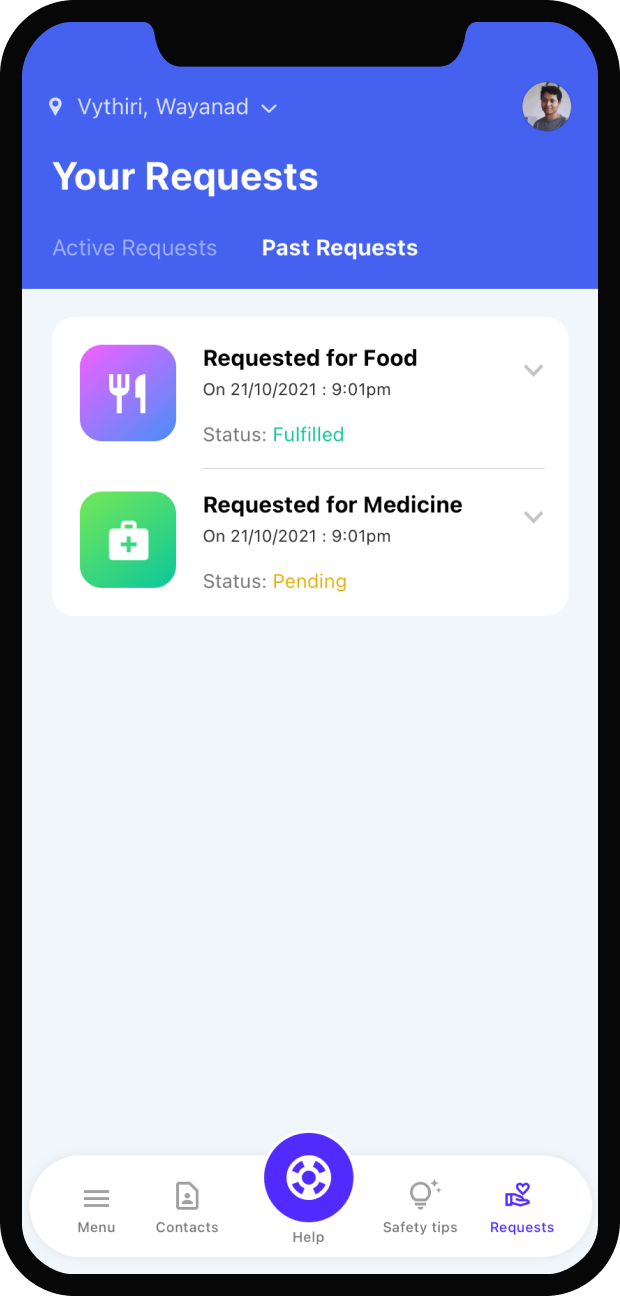 Vythiri, Wayanad
Your Requests
Active Requests Past Requests
Requested for Food
On 21/10/2021 : 9:01pm
Status: Fulfilled
Requested for Medicine
On 21/10/2021 : 9:01pm
Status: Pending
Menu Contacts Help Safety tips Requests